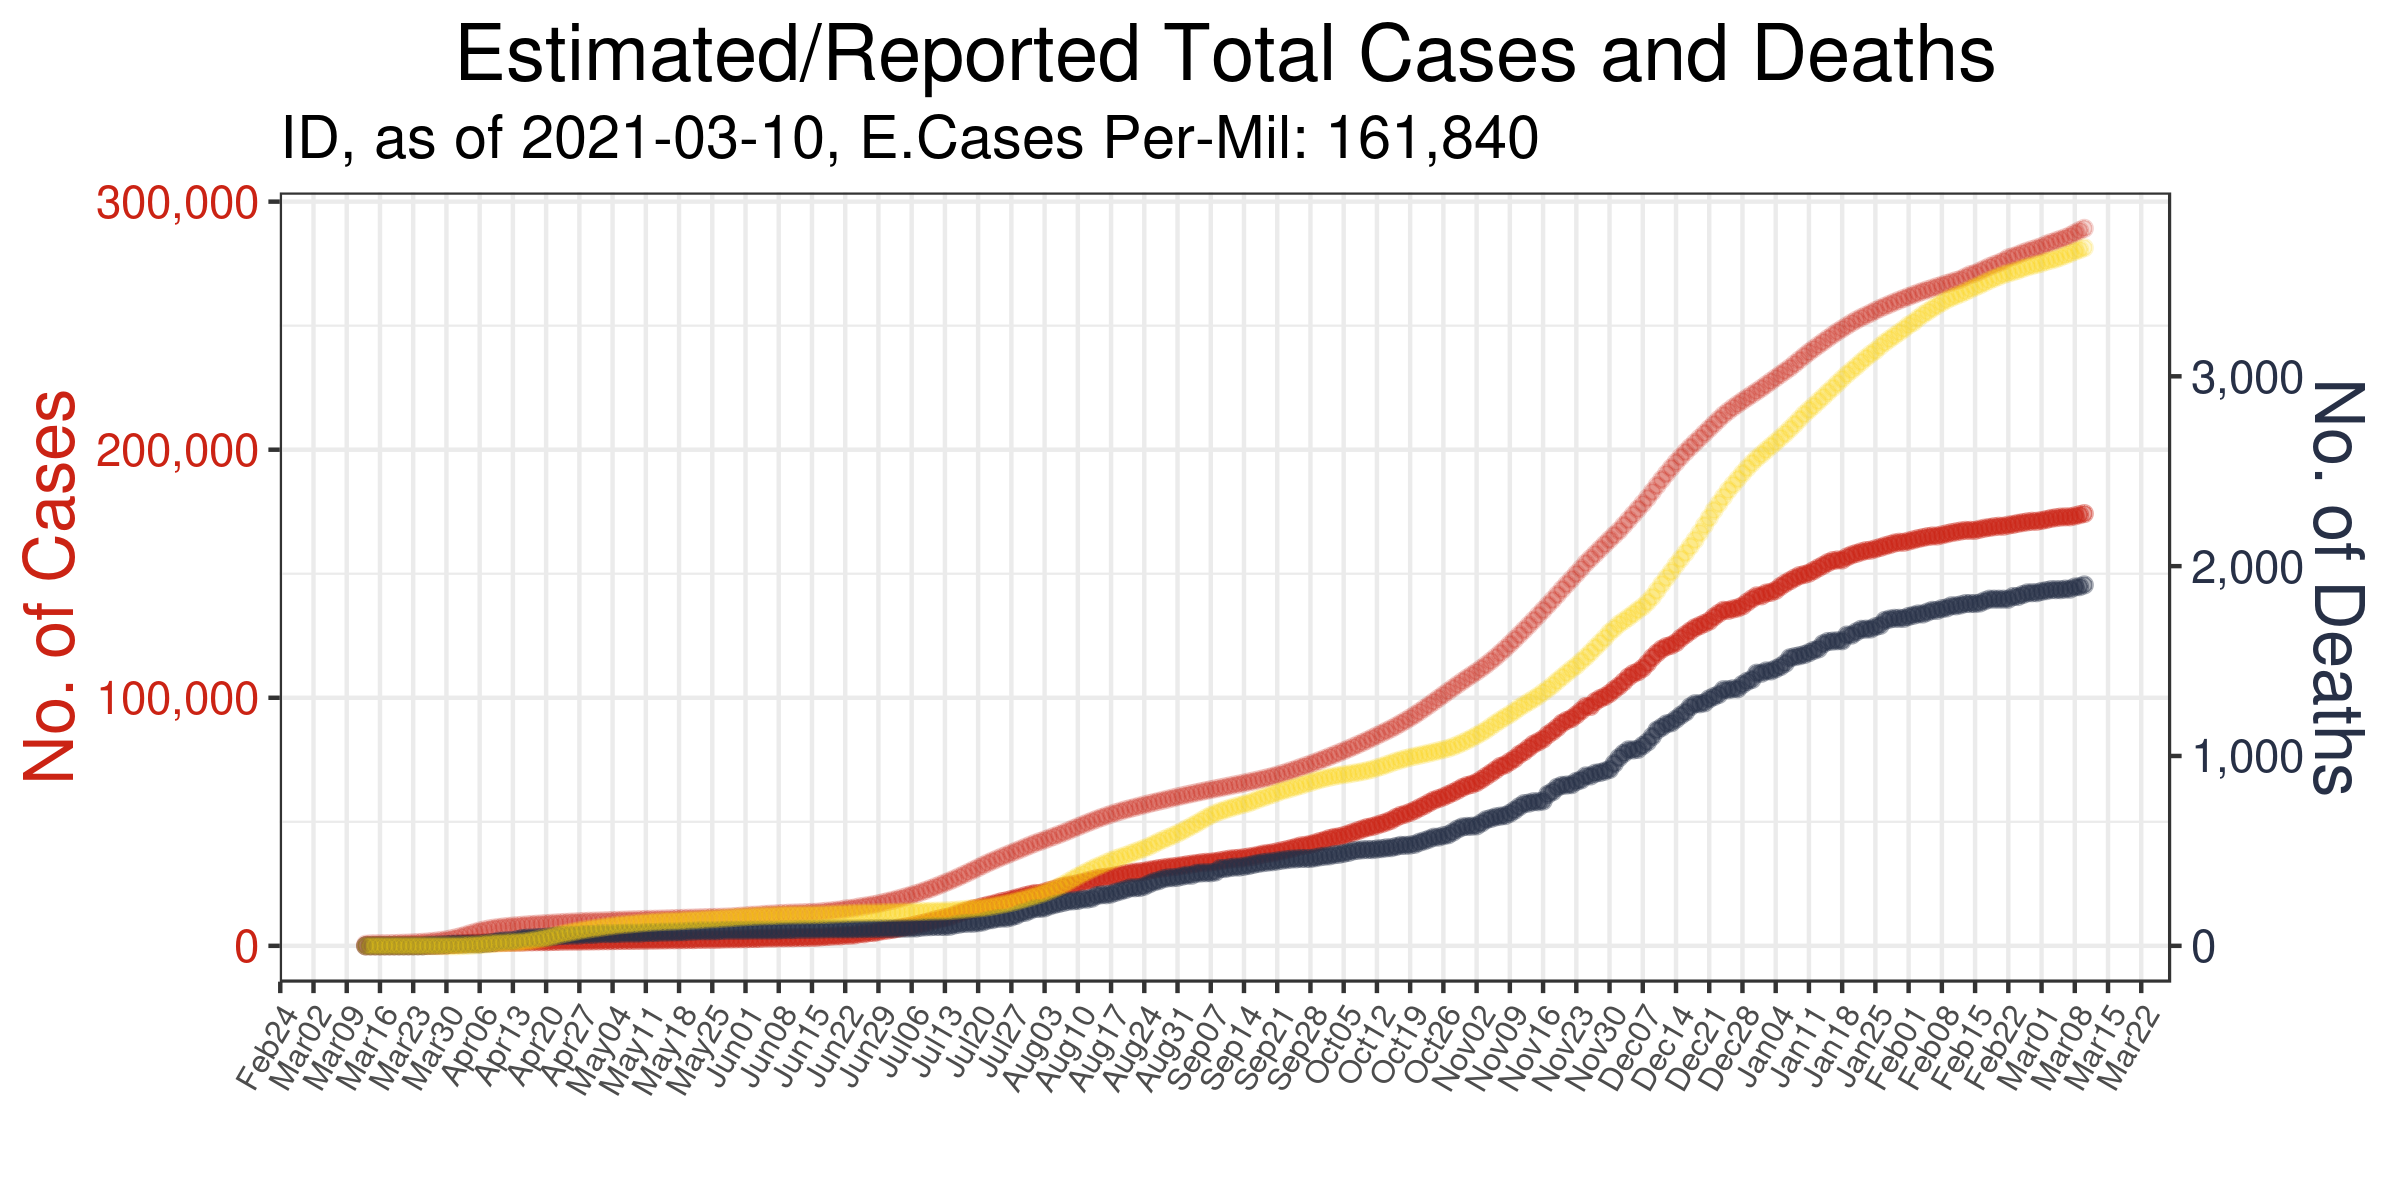 Estimated/Reported Total Cases and Deaths
ID, as of 2021-03-10, E.Cases Per-Mil: 161,840
No. of Cases
300,000
200,000
100,000
0
3,000
2,000
1,000
0
No. of Deaths
Feb24
Mar02
Mar09
Mar16
Mar23
Mar30
Apr06
Apr13
Apr20
Apr27
May04
May11
May18
May25
Jun01
Jun08
Jun15
Jun22
Jun29
Jul06
Jul13
Jul20
Jul27
Aug03
Aug10
Aug17
Aug24
Aug31
Sep07
Sep14
Sep21
Sep28
Oct05
Oct12
Oct19
Oct26
Nov02
Nov09
Nov16
Nov23
Nov30
Dec07
Dec14
Dec21
Dec28
Jan04
Jan11
Jan18
Jan25
Feb01
Feb08
Feb15
Feb22
Mar01
Mar08
Mar15
Mar22